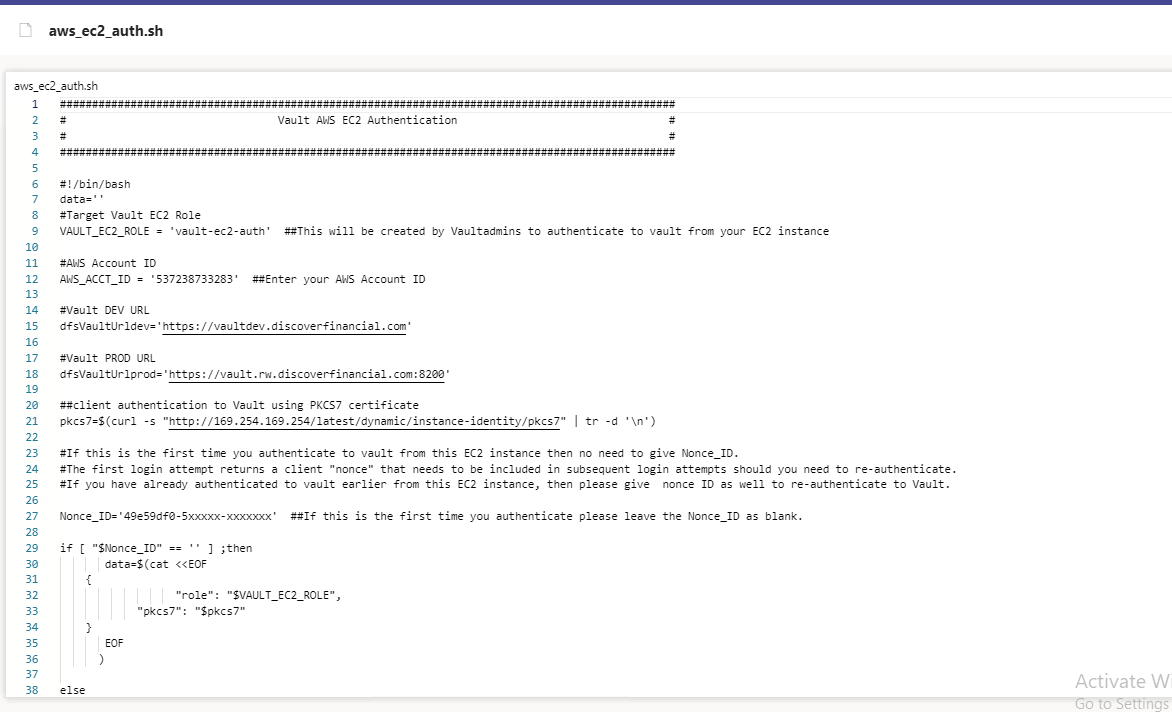 aws_ec2_auth.sh
aws_ec2_auth.sh
1 ################################################################################################
2 # Vault AWS EC2 Authentication #
3 # #
4 ################################################################################################
5
6 #!/bin/bash
7 data=''
8 #Target Vault EC2 Role
9 VAULT_EC2_ROLE = 'vault-ec2-auth' ##This will be created by Vaultadmins to authenticate to vault from your EC2 instance
10
11 #AWS Account ID
12 AWS_ACCT_ID = '537238733283' ##Enter your AWS Account ID
13
14 #Vault DEV URL
15 dfsVaultUrldev='https://vaultdev.discoverfinancial.com'
16
17 #Vault PROD URL
18 dfsVaultUrlprod='https://vault.rw.discoverfinancial.com:8200'
19
20 ##client authentication to Vault using PKCS7 certificate
21 pkcs7=$(curl -s "http://169.254.169.254/latest/dynamic/instance-identity/pkcs7" | tr -d '\n')
22
23 #If this is the first time you authenticate to vault from this EC2 instance then no need to give Nonce_ID.
24 #The first login attempt returns a client "nonce" that needs to be included in subsequent login attempts should you need to re-authenticate.
25 #If you have already authenticated to vault earlier from this EC2 instance, then please give  nonce ID as well to re-authenticate to Vault.
26
27 Nonce_ID='49e59df0-5xxxxx-xxxxxxx' ##If this is the first time you authenticate please leave the Nonce_ID as blank.
28
29 if [ "$Nonce_ID" == '' ] ;then
30 data=$(cat <<EOF
31 {
32 "role": "$VAULT_EC2_ROLE",
33 "pkcs7": "$pkcs7"
34 }
35 EOF
36 )
37
38 else
Activate Wi
Go to Settings